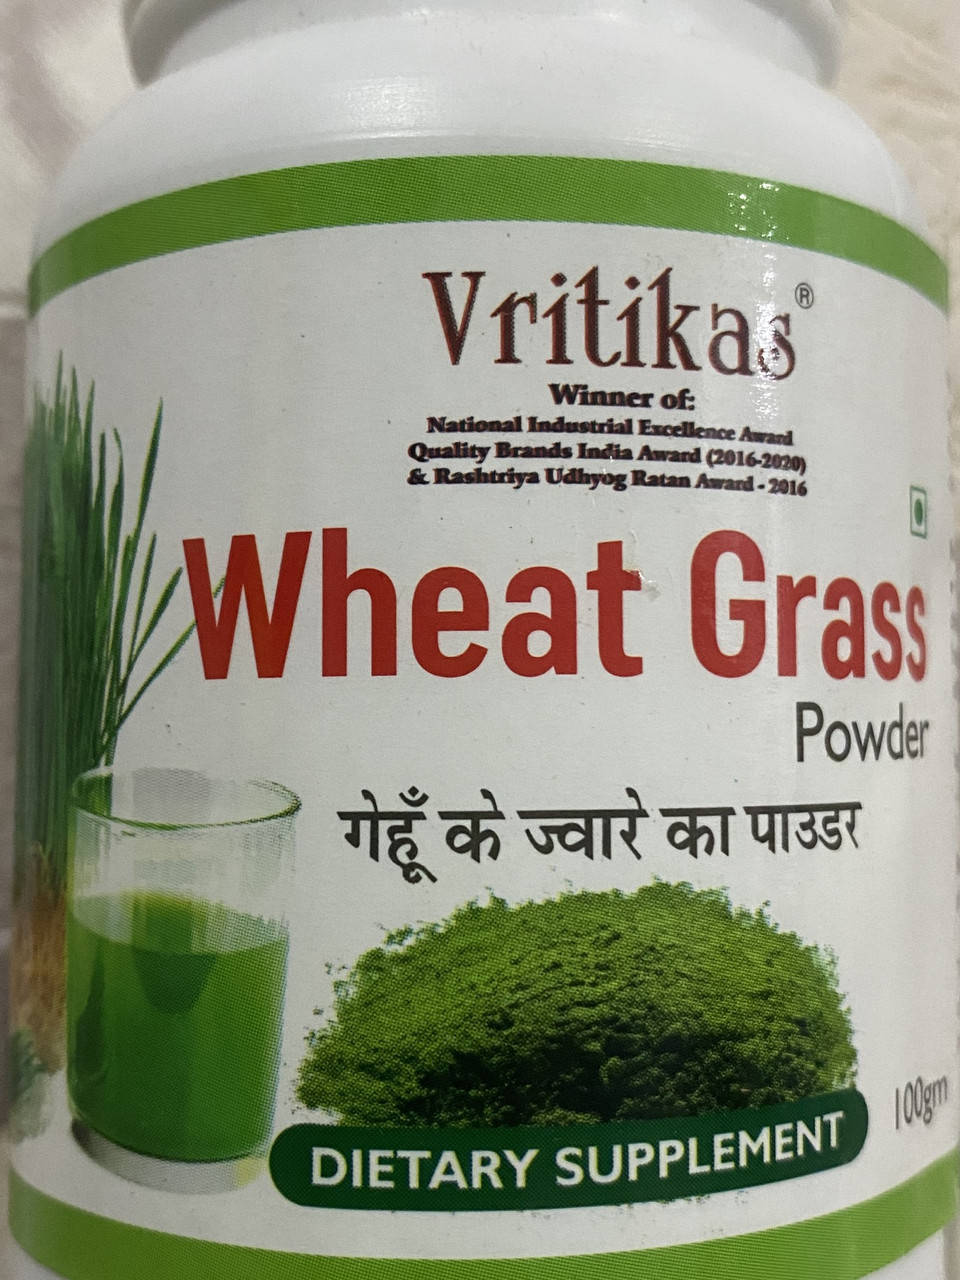 Vritikas®
Winner of:
National Industrial Excellence Award
Quality Brands India Award (2016-2020)
& Rashtriya Udhyog Ratan Award - 2016
Wheat Grass
Powder
गेहूँ के ज्वारे का पाउडर
100gm
DIETARY SUPPLEMENT